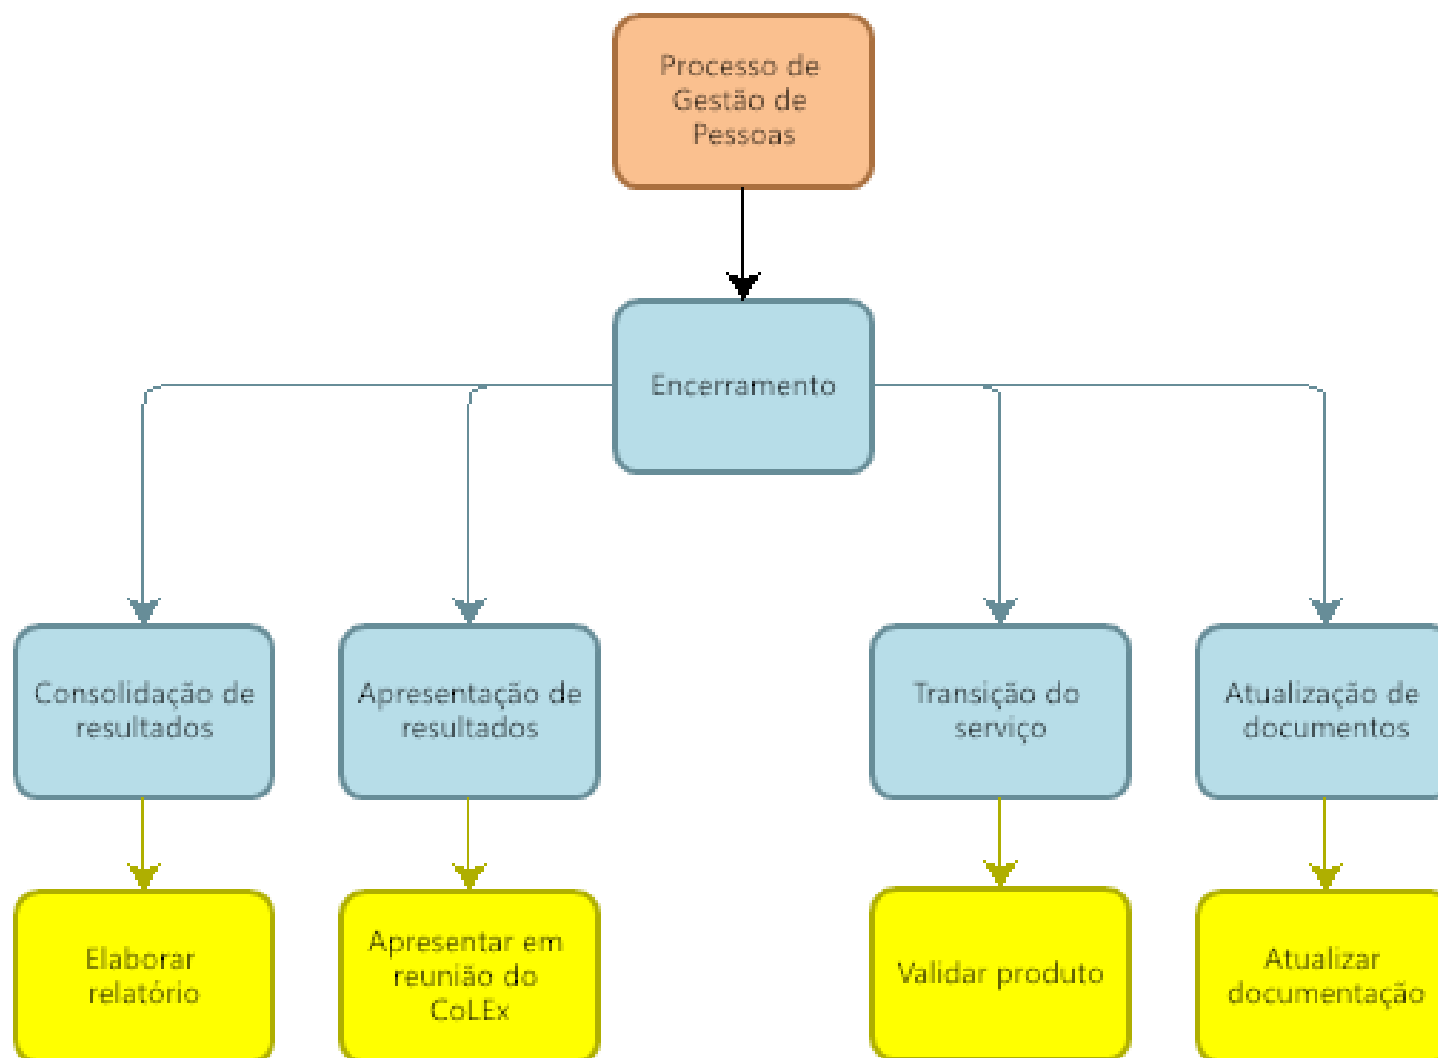 Processo de
Gestão de
Pessoas
Encerramento
Consolidação de
resultados
Apresentação de
resultados
Transição do
serviço
Atualização de
documentos
Elaborar
relatório
Apresentar em
reunião do
CoLEx
Validar produto
Atualizar
documentação